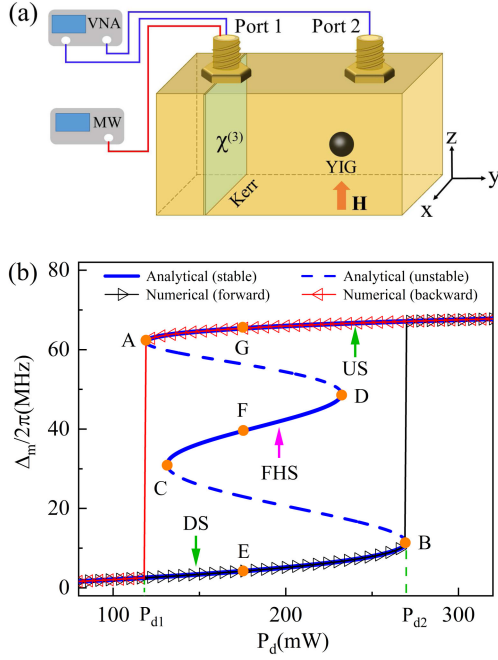 (a)
VNA
Port 1
Port 2
MW
χ⁽³⁾
Kerr
YIG
H
z
y
x
(b)
Analytical (stable)
Analytical (unstable)
Numerical (forward)
Numerical (backward)
80
60
40
20
0
Δm/2π(MHz)
A
G
US
D
F
FHS
C
DS
E
B
100
Pd1
200
Pd2
300
Pd(mW)